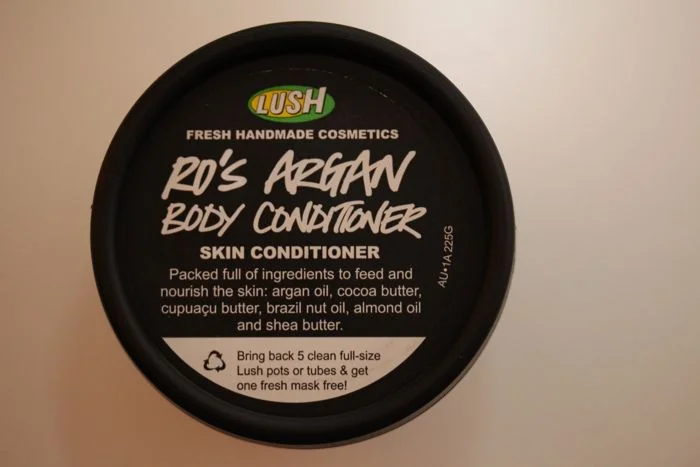 LUSH
FRESH HANDMADE COSMETICS
RO'S ARGAN
BODY CONDITIONER
SKIN CONDITIONER
Packed full of ingredients to feed and
nourish the skin: argan oil, cocoa butter,
cupuaçu butter, brazil nut oil, almond oil
and shea butter.
AU•1A 225G
Bring back 5 clean full-size
Lush pots or tubes & get
one fresh mask free!